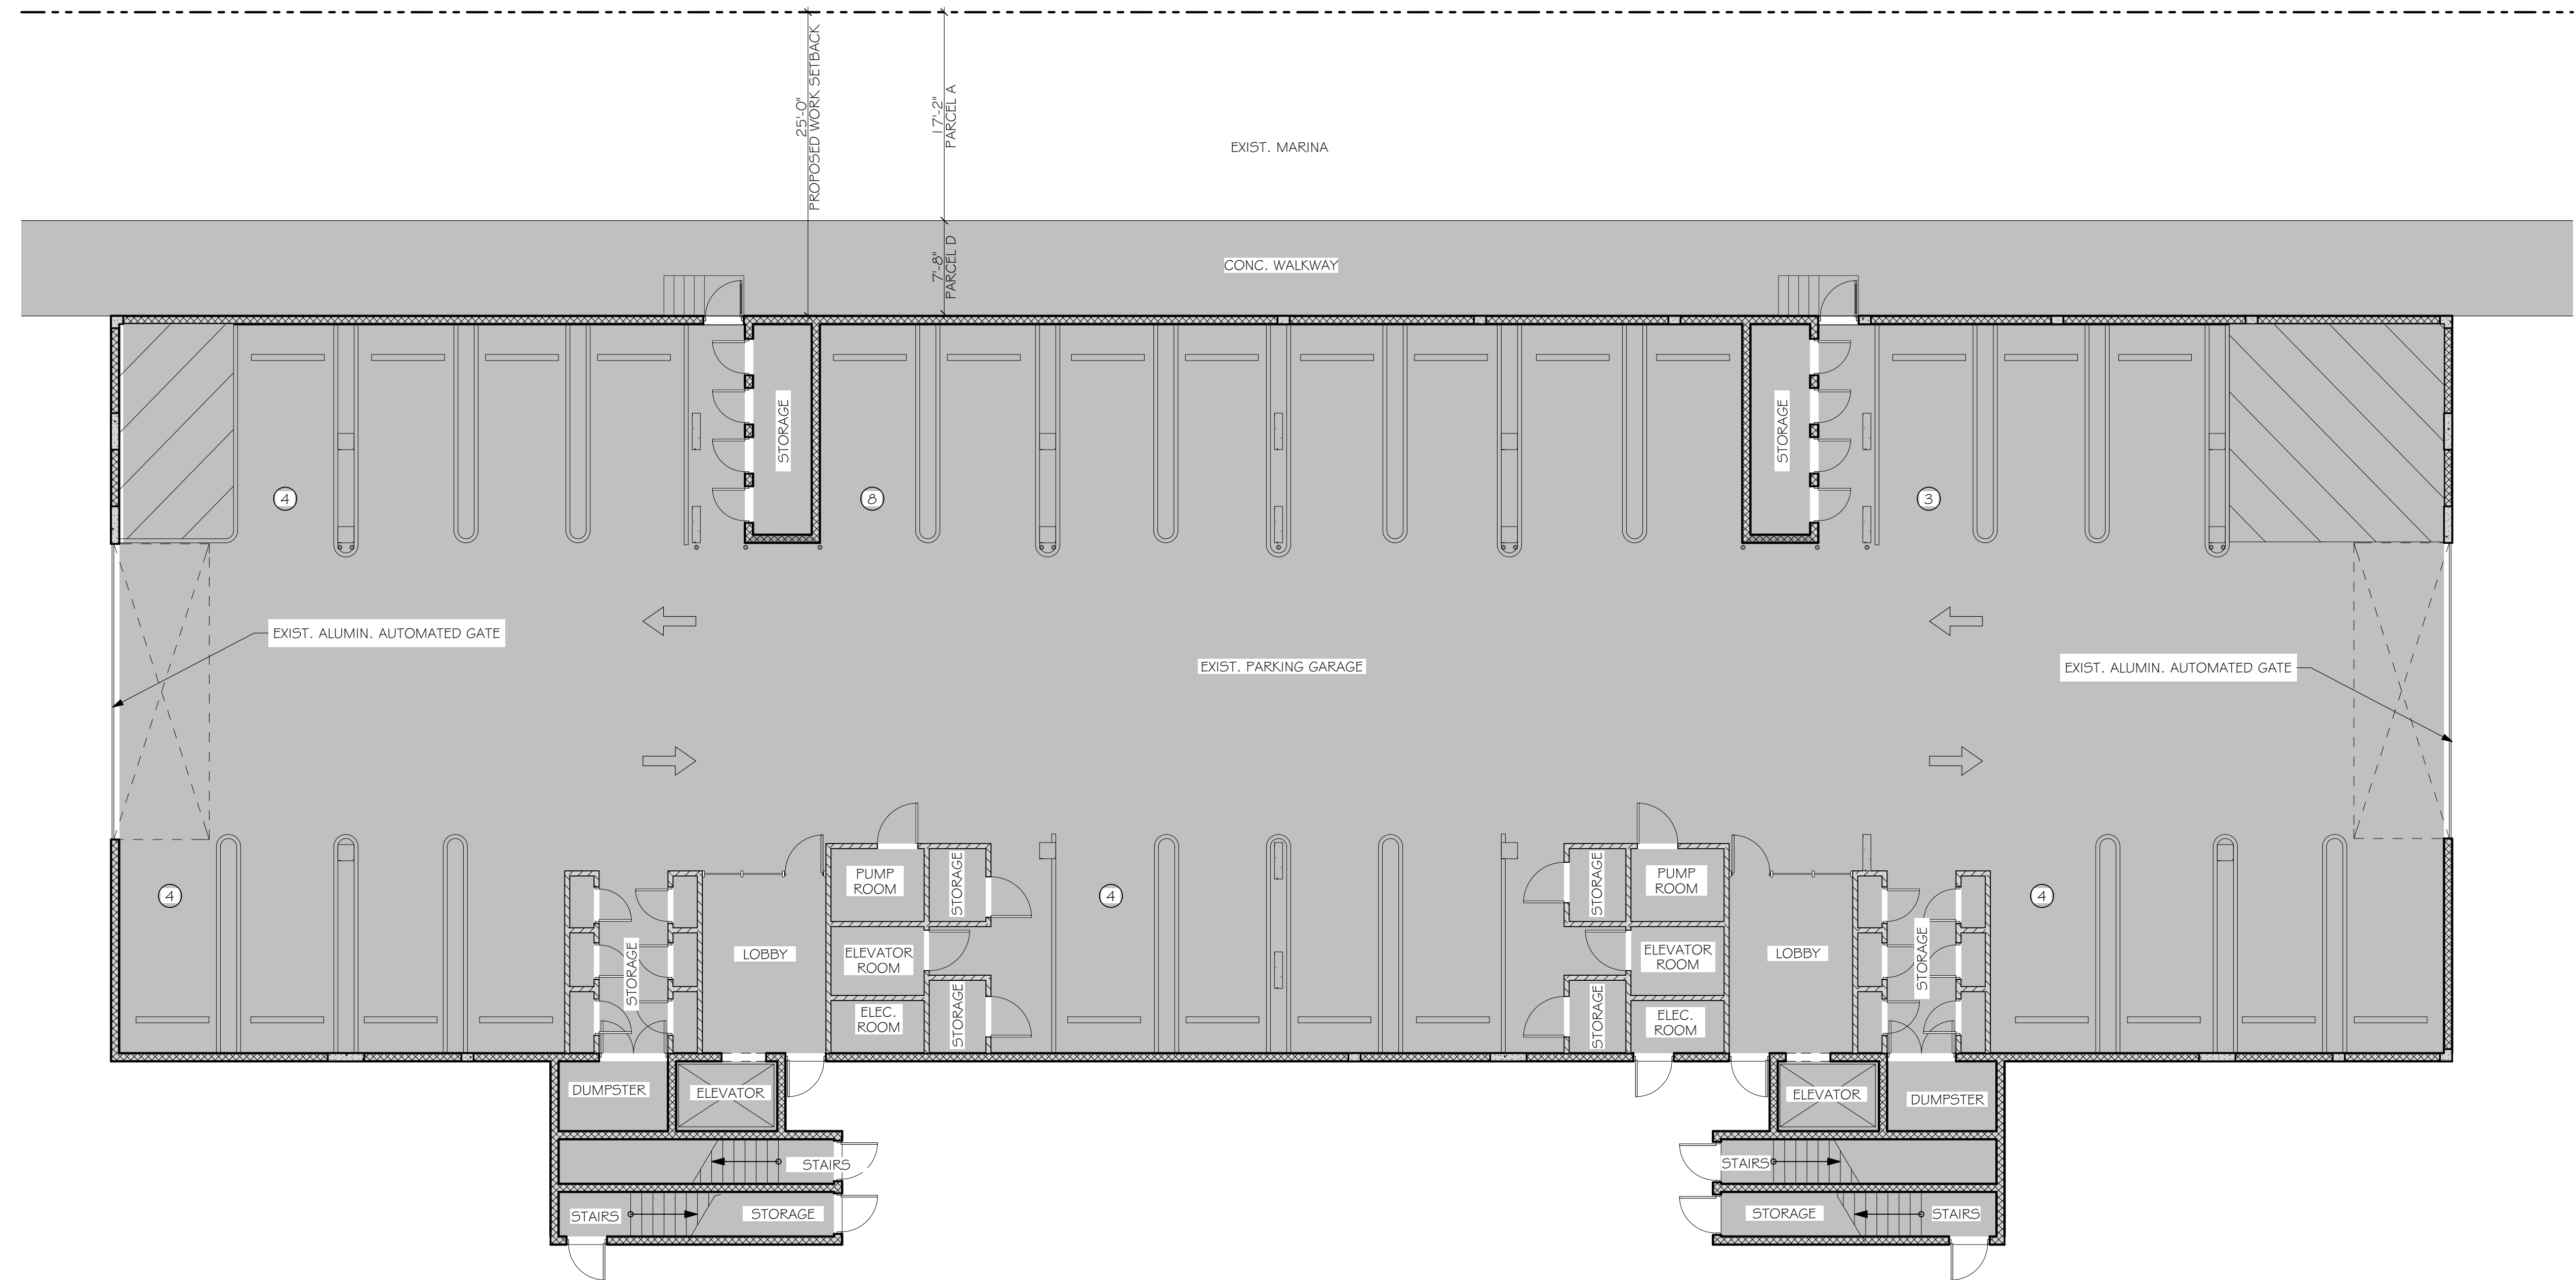 25'-0"
PROPOSED WORK SETBACK
17'-2"
PARCEL A
EXIST. MARINA
7'-8"
PARCEL D
CONC. WALKWAY
STORAGE
STORAGE
4
8
3
EXIST. ALUMIN. AUTOMATED GATE
EXIST. PARKING GARAGE
EXIST. ALUMIN. AUTOMATED GATE
4
STORAGE
LOBBY
PUMP
ROOM
STORAGE
ELEVATOR
ROOM
ELEC.
ROOM
STORAGE
4
STORAGE
PUMP
ROOM
ELEVATOR
ROOM
STORAGE
ELEC.
ROOM
LOBBY
STORAGE
4
DUMPSTER
ELEVATOR
ELEVATOR
DUMPSTER
STAIRS
STAIRS
STAIRS
STORAGE
STORAGE
STAIRS